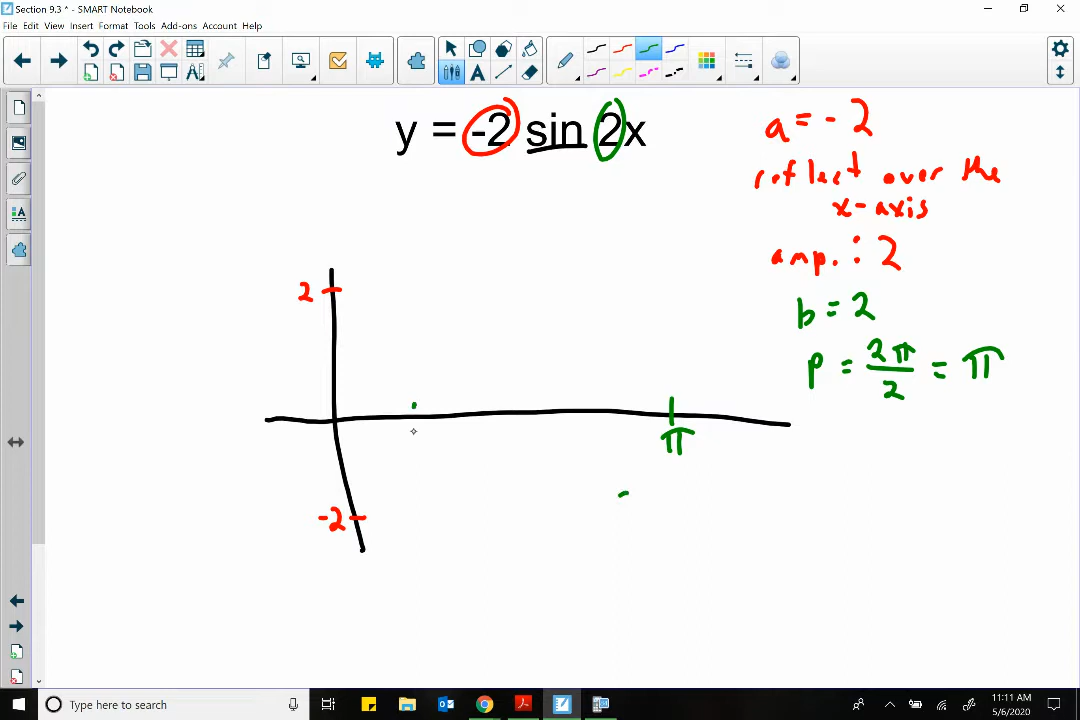 Section 9.3 * - SMART Notebook
File Edit View Insert Format Tools Add-ons Account Help
y = -2 sin 2x
a = - 2
reflect over the
x-axis
amp. : 2
b = 2
p = 2π/2 = π
2
π
-2
Type here to search
11:11 AM
5/6/2020